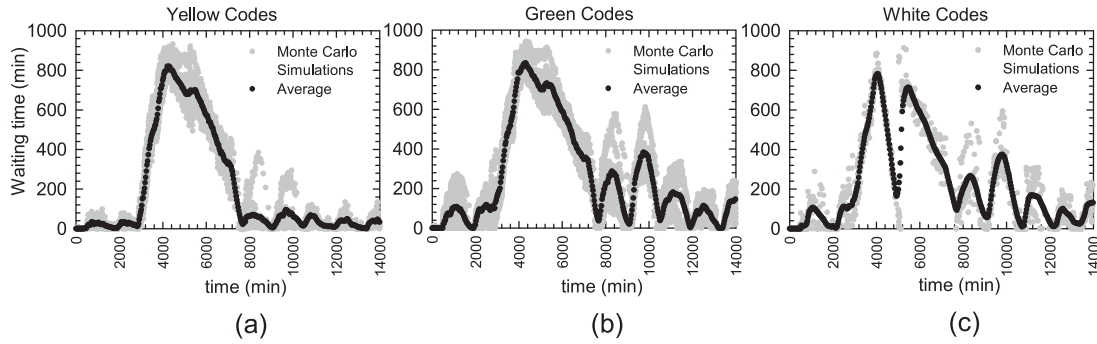 Yellow Codes
Green Codes
White Codes
1000
800
600
400
200
0
Waiting time (min)
Monte Carlo
Simulations
Average
0
2000
4000
6000
8000
10000
12000
14000
time (min)
(a)
1000
800
600
400
200
0
Monte Carlo
Simulations
Average
0
2000
4000
6000
8000
10000
12000
14000
time (min)
(b)
1000
800
600
400
200
0
Monte Carlo
Simulations
Average
0
2000
4000
6000
8000
10000
12000
14000
time (min)
(c)